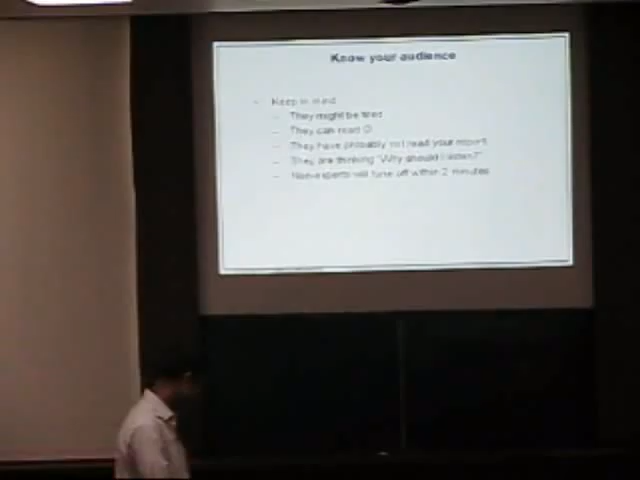 Know your audience
Keep in mind
They might be tired
They can read
They have probably not read your report
They are thinking "Why should I listen?"
Non-experts will tune off within 2 minutes